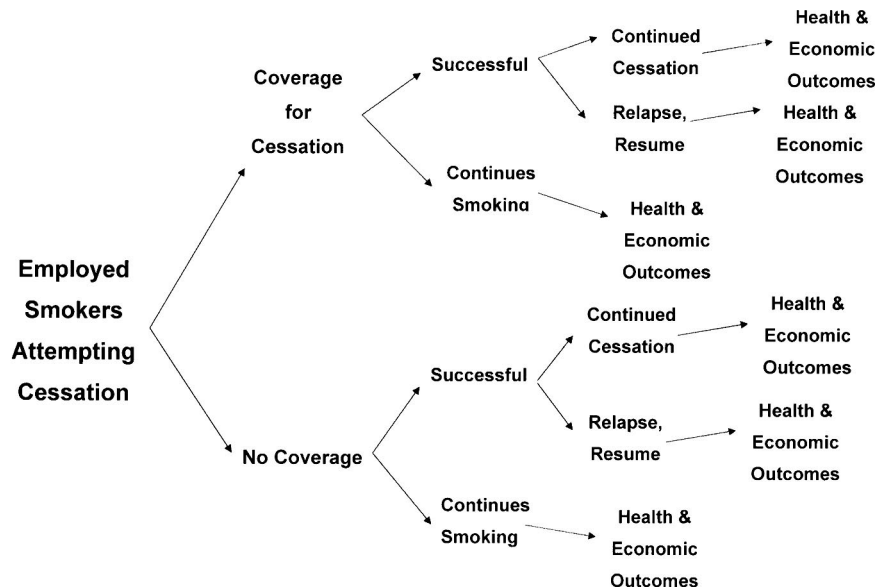 Employed
Smokers
Attempting
Cessation
Coverage
for
Cessation
Successful
Continued
Cessation
Health &
Economic
Outcomes
Relapse,
Resume
Health &
Economic
Outcomes
Continues
Smoking
Health &
Economic
Outcomes
No Coverage
Successful
Continued
Cessation
Health &
Economic
Outcomes
Relapse,
Resume
Health &
Economic
Outcomes
Continues
Smoking
Health &
Economic
Outcomes